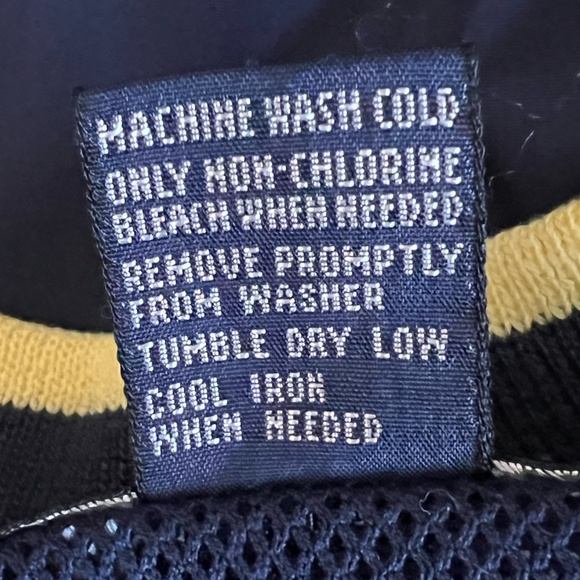 MACHINE WASH COLD
ONLY NON-CHLORINE
BLEACH WHEN NEEDED
REMOVE PROMPTLY
FROM WASHER
TUMBLE DRY LOW
COOL IRON
WHEN NEEDED